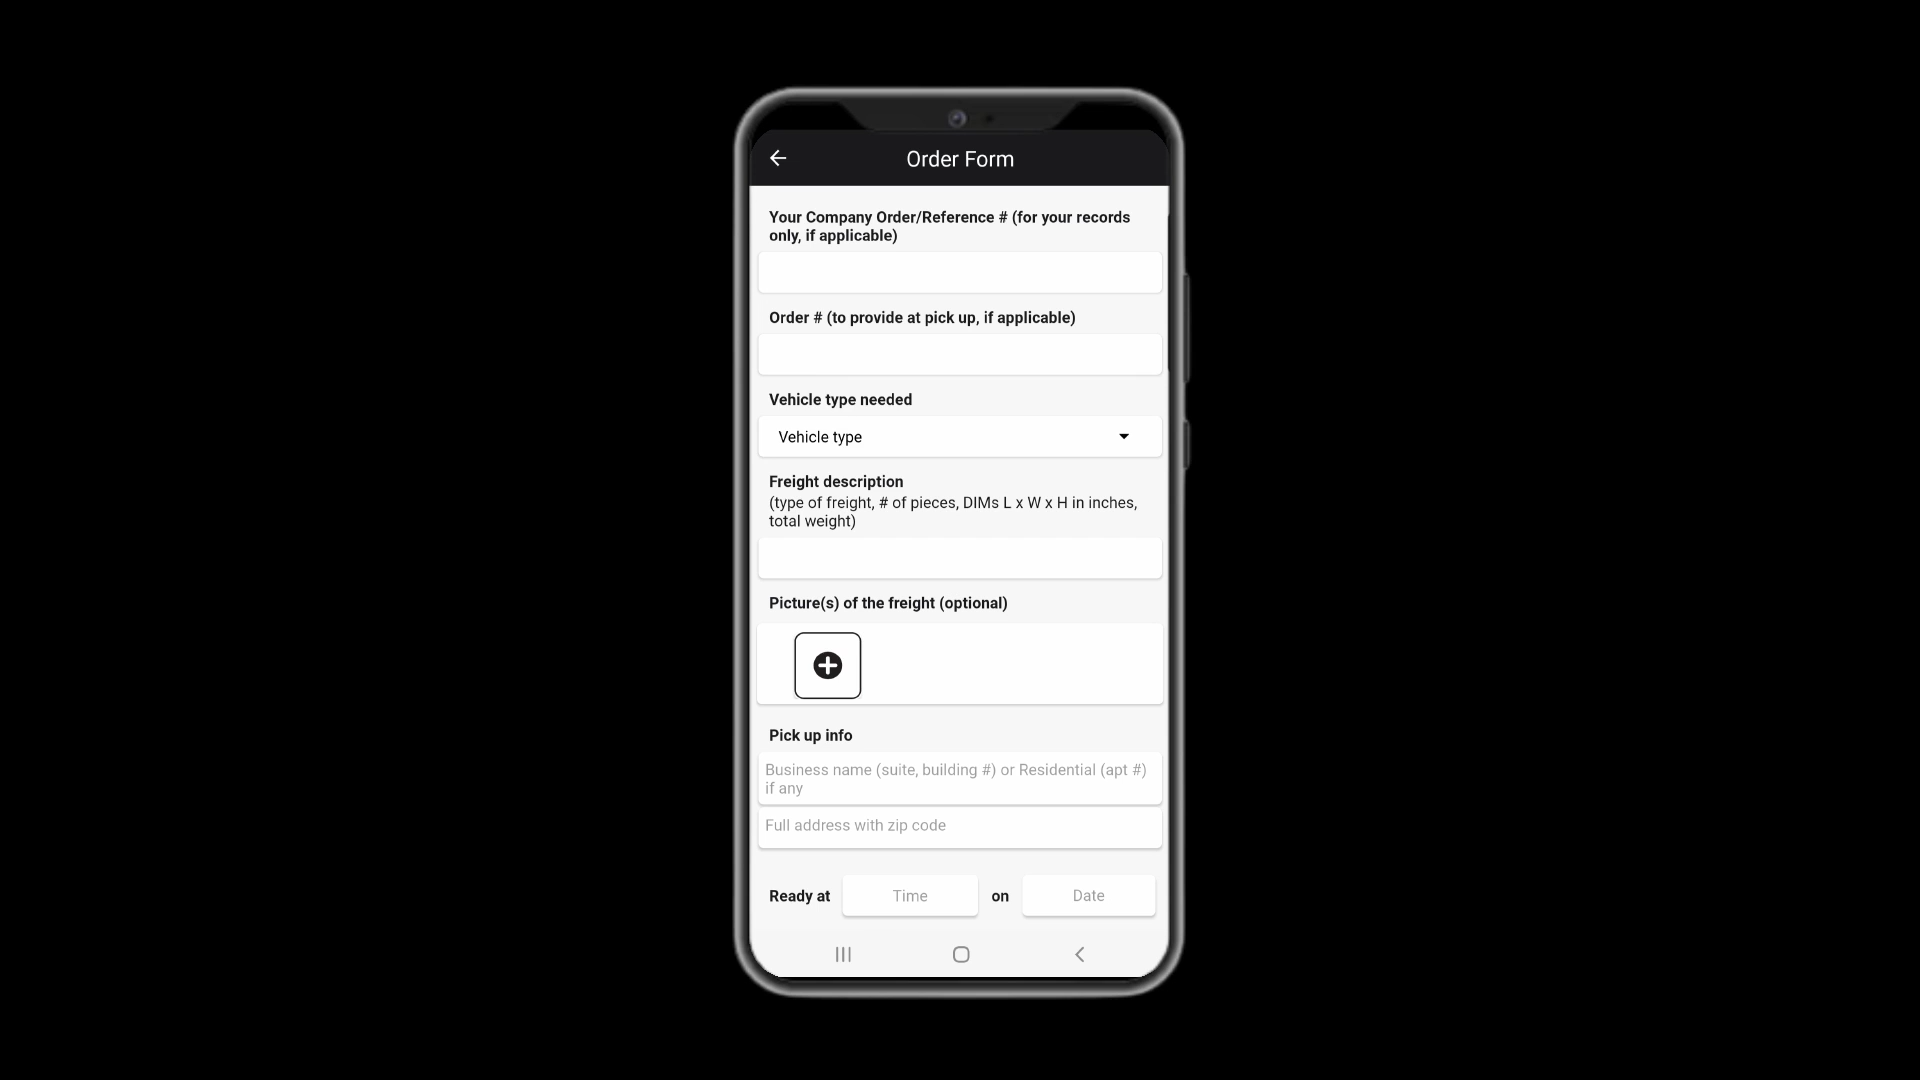 Order Form
Your Company Order/Reference # (for your records
only, if applicable)
Order # (to provide at pick up, if applicable)
Vehicle type needed
Vehicle type
Freight description
(type of freight, # of pieces, DIMs L x W x H in inches,
total weight)
Picture(s) of the freight (optional)
Pick up info
Business name (suite, building #) or Residential (apt #)
if any
Full address with zip code
Ready at Time on Date